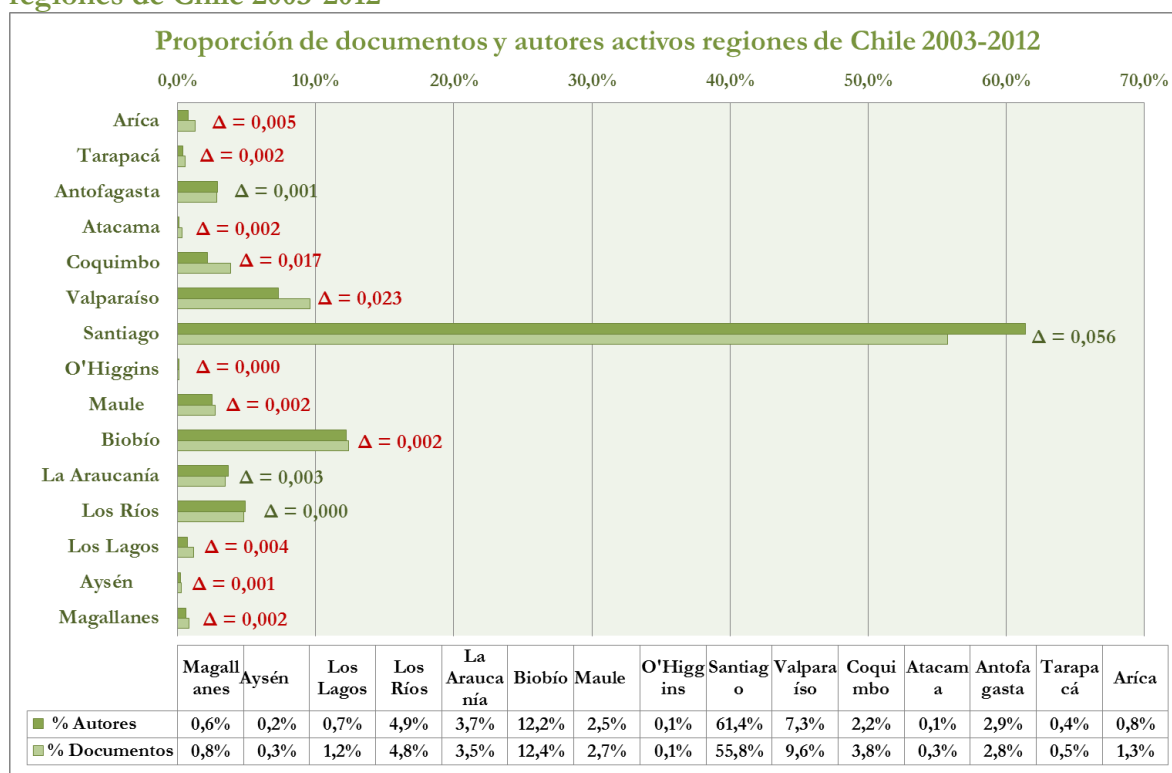 regiones de Chile 2003-2012
Proporción de documentos y autores activos regiones de Chile 2003-2012
0,0% 10,0% 20,0% 30,0% 40,0% 50,0% 60,0% 70,0%
Aríca Δ = 0,005
Tarapacá Δ = 0,002
Antofagasta Δ = 0,001
Atacama Δ = 0,002
Coquimbo Δ = 0,017
Valparaíso Δ = 0,023
Santiago Δ = 0,056
O'Higgins Δ = 0,000
Maule Δ = 0,002
Biobío Δ = 0,002
La Araucanía Δ = 0,003
Los Ríos Δ = 0,000
Los Lagos Δ = 0,004
Aysén Δ = 0,001
Magallanes Δ = 0,002
Magall anes Aysén Los Lagos Los Ríos La Arauca nía Biobío Maule O'Higg ins Santiag o Valpara íso Coqui mbo Atacam a Antofa gasta Tarapa cá Aríca
% Autores 0,6% 0,2% 0,7% 4,9% 3,7% 12,2% 2,5% 0,1% 61,4% 7,3% 2,2% 0,1% 2,9% 0,4% 0,8%
% Documentos 0,8% 0,3% 1,2% 4,8% 3,5% 12,4% 2,7% 0,1% 55,8% 9,6% 3,8% 0,3% 2,8% 0,5% 1,3%